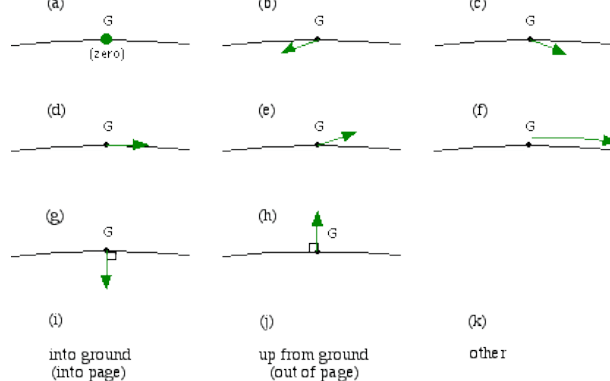 (a) (b) (c)
G G G
(zero)
(d) (e) (f)
G G G
(g) (h)
G G
(i) (j) (k)
into ground up from ground other
(into page) (out of page)